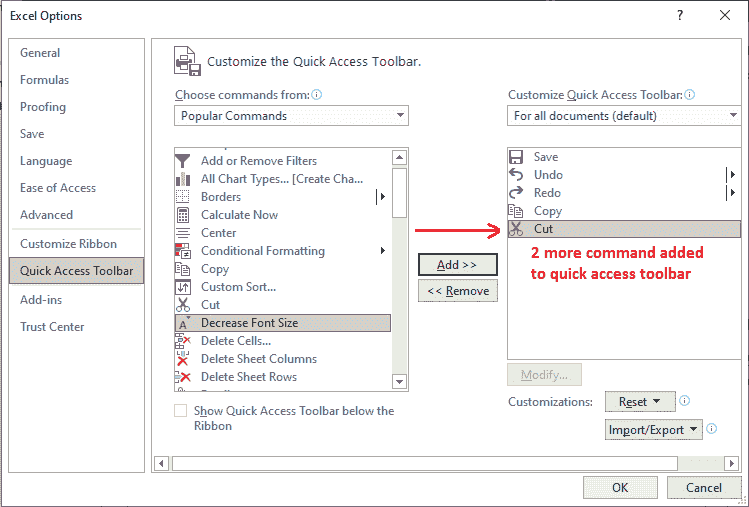 Excel Options
?
General
Formulas
Proofing
Save
Language
Ease of Access
Advanced
Customize Ribbon
Quick Access Toolbar
Add-ins
Trust Center
Customize the Quick Access Toolbar.
Choose commands from:
Popular Commands
Add or Remove Filters
All Chart Types... [Create Cha...
Borders
Calculate Now
Center
Conditional Formatting
Copy
Custom Sort...
Cut
Decrease Font Size
Delete Cells...
Delete Sheet Columns
Delete Sheet Rows
Show Quick Access Toolbar below the
Ribbon
Add >>
<< Remove
Customize Quick Access Toolbar:
For all documents (default)
Save
Undo
Redo
Copy
Cut
2 more command added
to quick access toolbar
Modify...
Customizations:
Reset
Import/Export
OK
Cancel